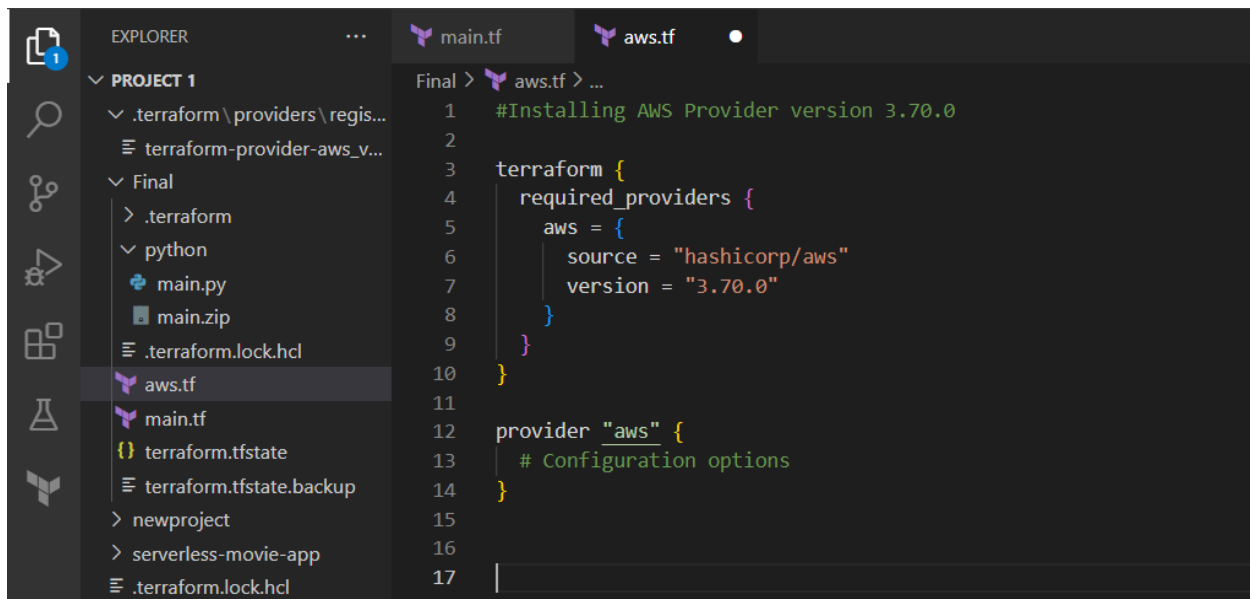 EXPLORER ...
PROJECT 1
.terraform\providers\regis...
terraform-provider-aws_v...
Final
.terraform
python
main.py
main.zip
.terraform.lock.hcl
aws.tf
main.tf
{} terraform.tfstate
terraform.tfstate.backup
newproject
serverless-movie-app
.terraform.lock.hcl
1
main.tf aws.tf
Final > aws.tf > ...
1 #Installing AWS Provider version 3.70.0
2
3 terraform {
4 required_providers {
5 aws = {
6 source = "hashicorp/aws"
7 version = "3.70.0"
8 }
9 }
10 }
11
12 provider "aws" {
13 # Configuration options
14 }
15
16
17